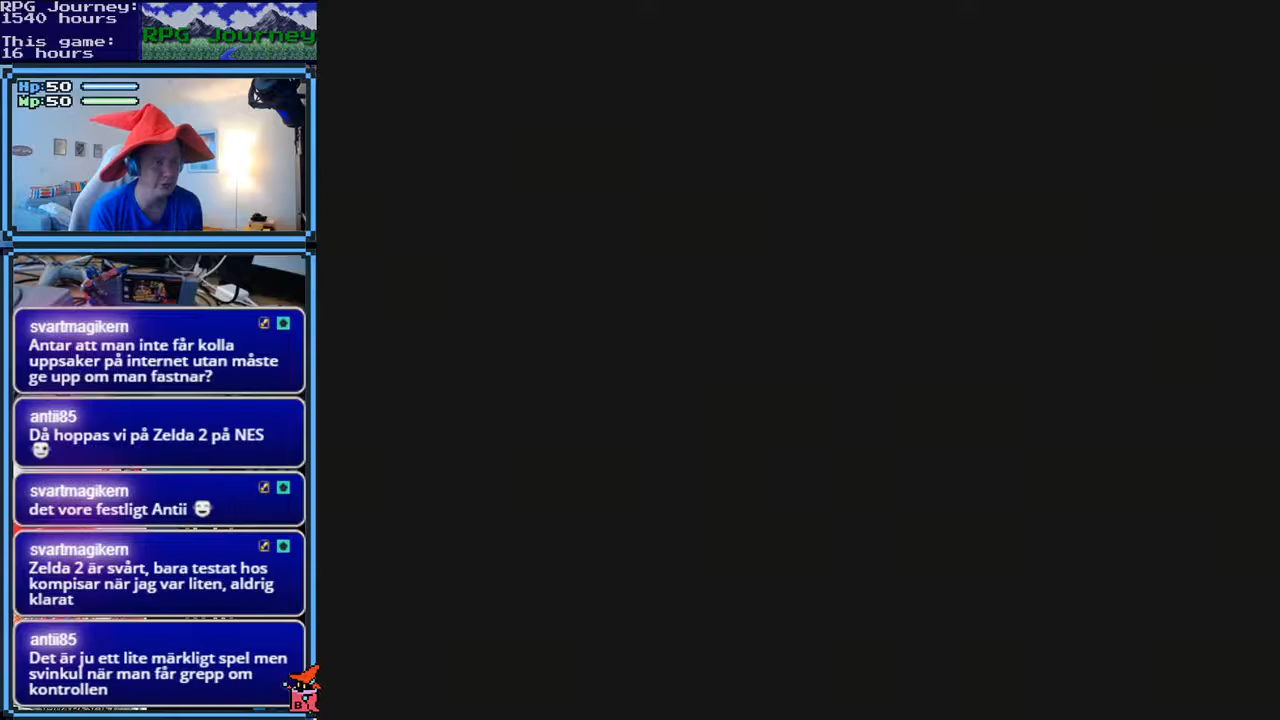 RPG Journey:
1540 hours
This game:
16 hours
RPG Journey
Hp:50
Mp:50
svartmagikern
Antar att man inte får kolla
uppsaker på internet utan måste
ge upp om man fastnar?
antii85
Då hoppas vi på Zelda 2 på NES
svartmagikern
det vore festligt Antii
svartmagikern
Zelda 2 är svårt, bara testat hos
kompisar när jag var liten, aldrig
klarat
antii85
Det är ju ett lite märkligt spel men
svinkul när man får grepp om
kontrollen